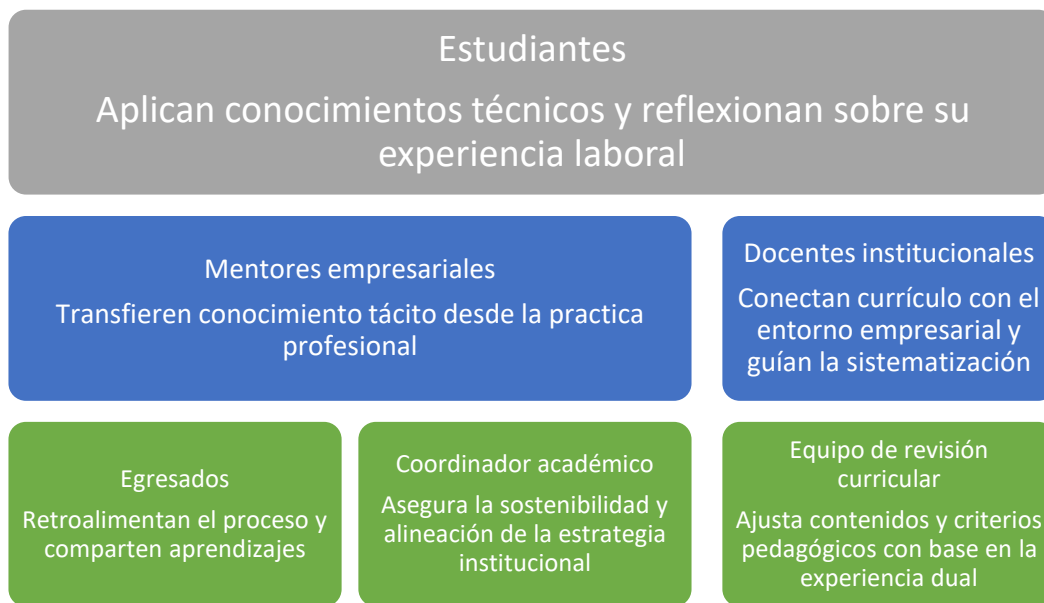 Estudiantes
Aplican conocimientos técnicos y reflexionan sobre su
experiencia laboral
Mentores empresariales
Transfieren conocimiento tácito desde la practica
profesional
Docentes institucionales
Conectan currículo con el
entorno empresarial y
guían la sistematización
Egresados
Retroalimentan el proceso y
comparten aprendizajes
Coordinador académico
Asegura la sostenibilidad y
alineación de la estrategia
institucional
Equipo de revisión
curricular
Ajusta contenidos y criterios
pedagógicos con base en la
experiencia dual